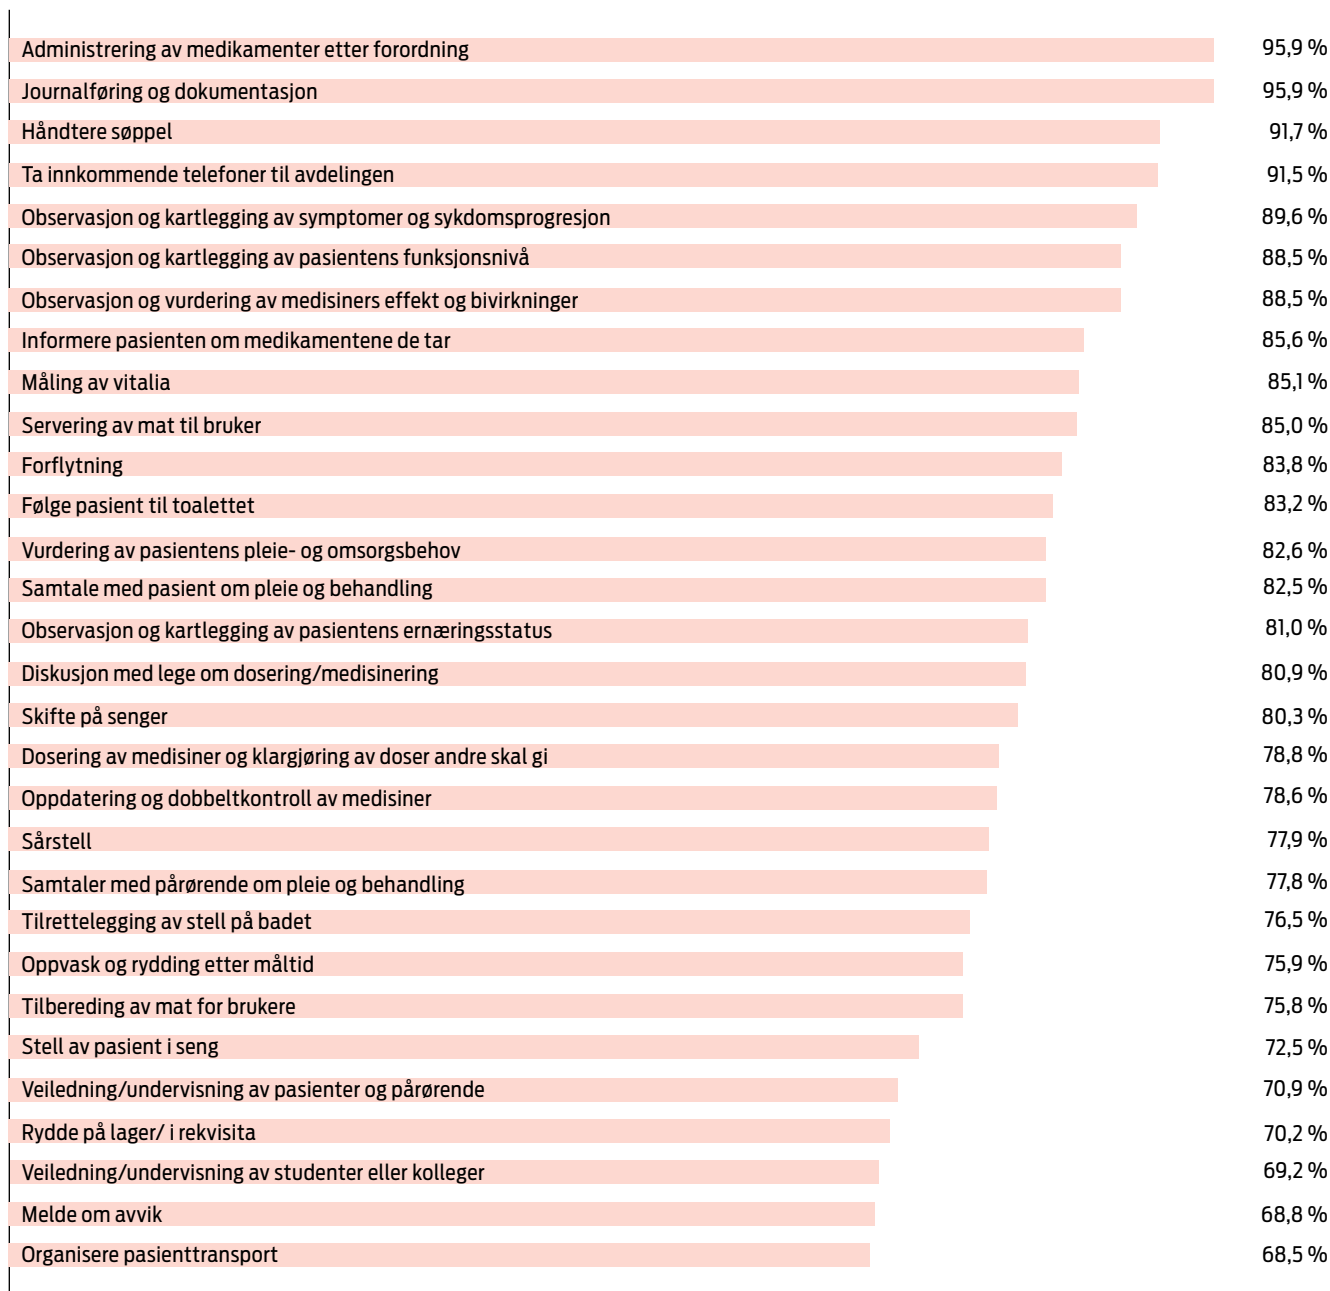 Administrering av medikamenter etter forordning 95,9 %
Journalføring og dokumentasjon 95,9 %
Håndtere søppel 91,7 %
Ta innkommende telefoner til avdelingen 91,5 %
Observasjon og kartlegging av symptomer og sykdomsprogresjon 89,6 %
Observasjon og kartlegging av pasientens funksjonsnivå 88,5 %
Observasjon og vurdering av medisiners effekt og bivirkninger 88,5 %
Informere pasienten om medikamentene de tar 85,6 %
Måling av vitalia 85,1 %
Servering av mat til bruker 85,0 %
Forflytning 83,8 %
Følge pasient til toalettet 83,2 %
Vurdering av pasientens pleie- og omsorgsbehov 82,6 %
Samtale med pasient om pleie og behandling 82,5 %
Observasjon og kartlegging av pasientens ernæringsstatus 81,0 %
Diskusjon med lege om dosering/medisinering 80,9 %
Skifte på senger 80,3 %
Dosering av medisiner og klargjøring av doser andre skal gi 78,8 %
Oppdatering og dobbeltkontroll av medisiner 78,6 %
Sårstell 77,9 %
Samtaler med pårørende om pleie og behandling 77,8 %
Tilrettelegging av stell på badet 76,5 %
Oppvask og rydding etter måltid 75,9 %
Tilbereding av mat for brukere 75,8 %
Stell av pasient i seng 72,5 %
Veiledning/undervisning av pasienter og pårørende 70,9 %
Rydde på lager/ i rekvisita 70,2 %
Veiledning/undervisning av studenter eller kolleger 69,2 %
Melde om avvik 68,8 %
Organisere pasienttransport 68,5 %